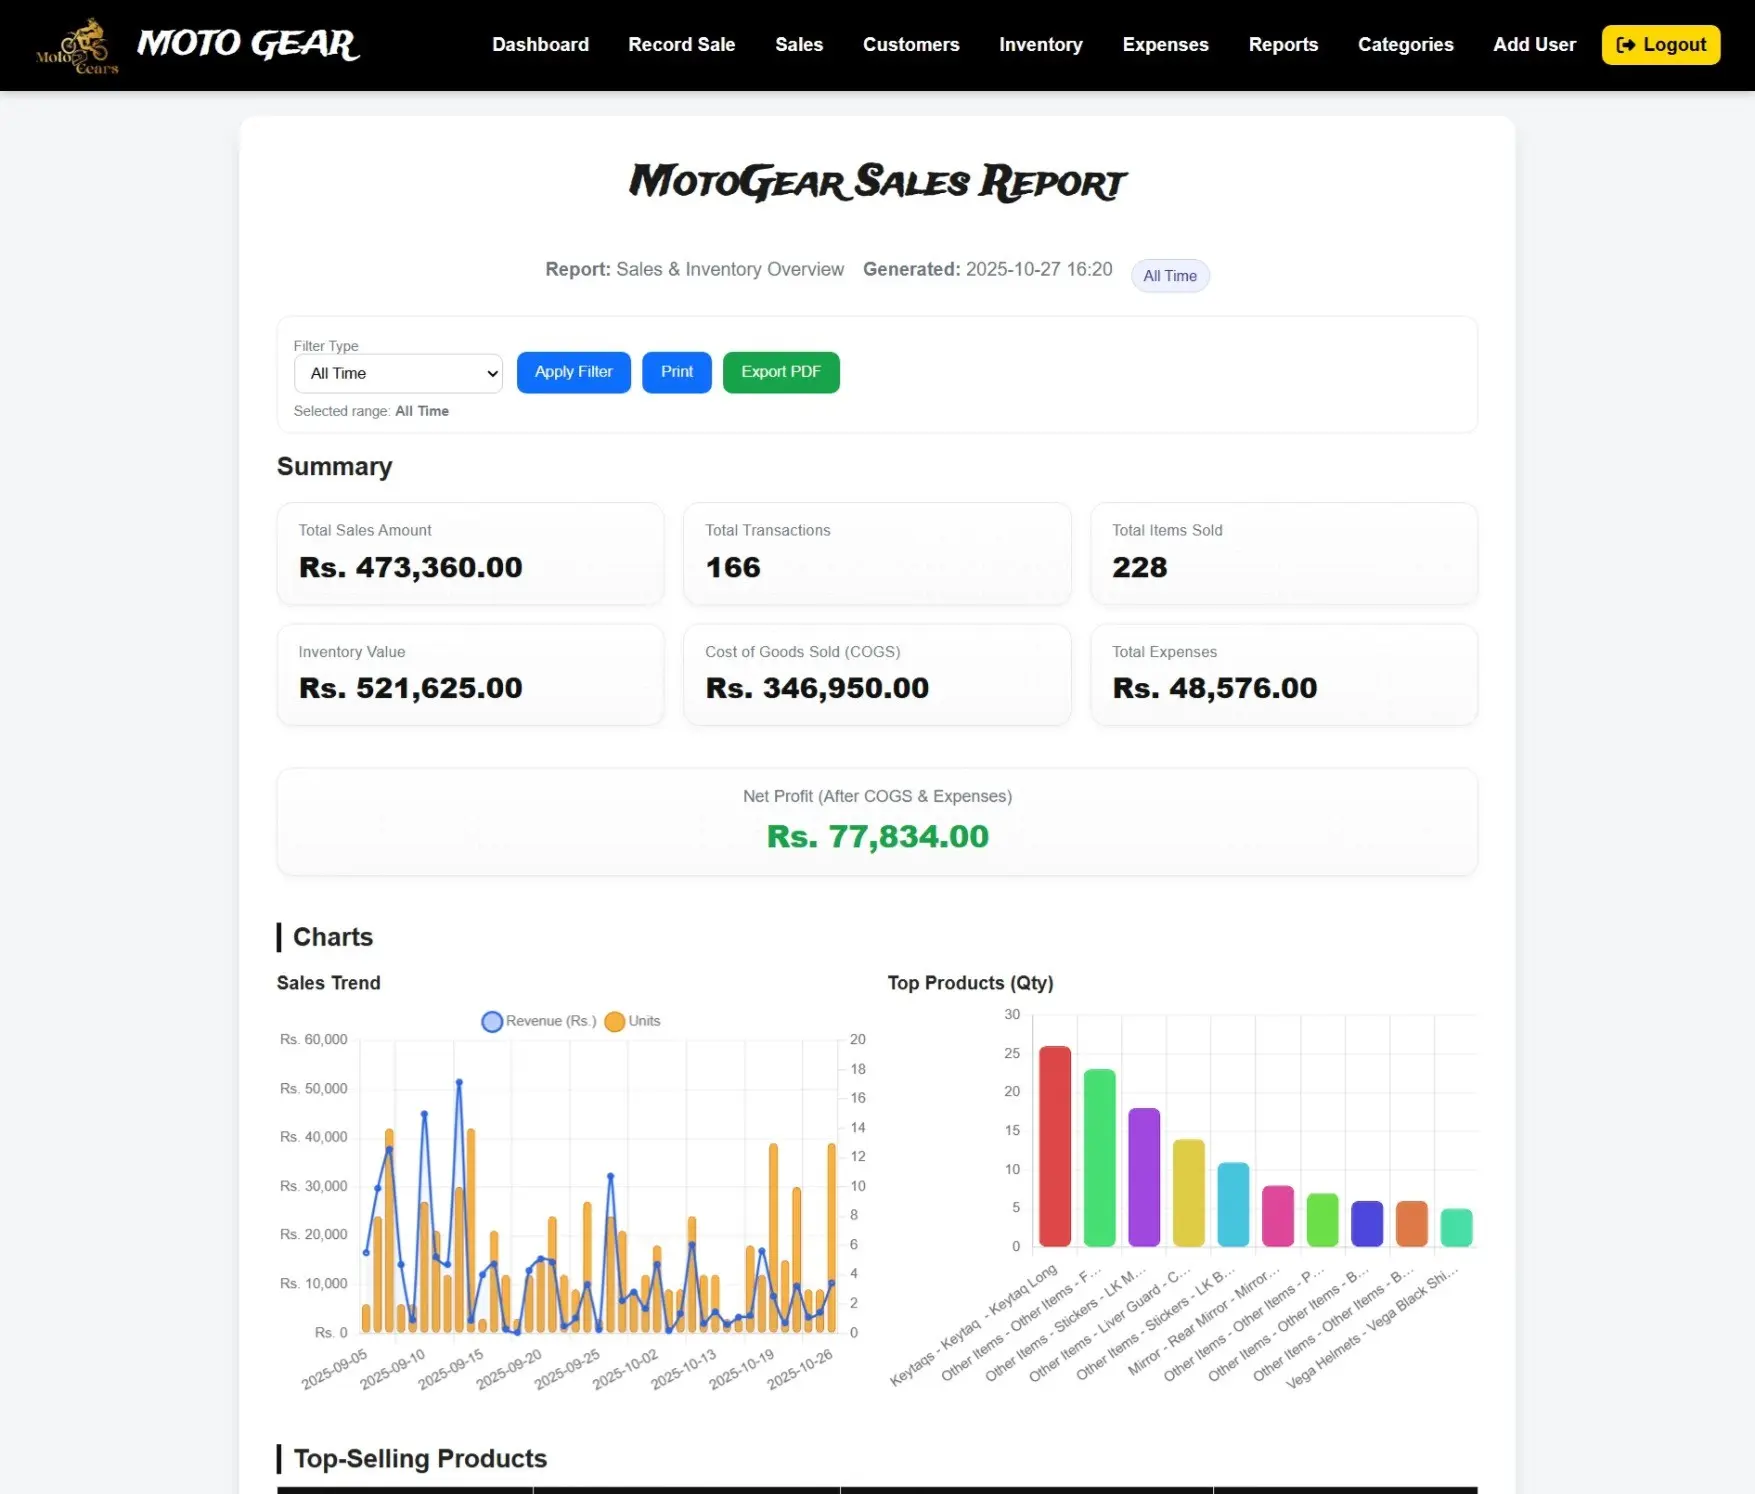 Moto Gears
MOTO GEAR
Dashboard Record Sale Sales Customers Inventory Expenses Reports Categories Add User Logout
MotoGear Sales Report
Report: Sales & Inventory Overview Generated: 2025-10-27 16:20 All Time
Filter Type
All Time Apply Filter Print Export PDF
Selected range: All Time
Summary
Total Sales Amount
Rs. 473,360.00
Total Transactions
166
Total Items Sold
228
Inventory Value
Rs. 521,625.00
Cost of Goods Sold (COGS)
Rs. 346,950.00
Total Expenses
Rs. 48,576.00
Net Profit (After COGS & Expenses)
Rs. 77,834.00
Charts
Sales Trend
Revenue (Rs.) Units
Rs. 60,000
Rs. 50,000
Rs. 40,000
Rs. 30,000
Rs. 20,000
Rs. 10,000
Rs. 0
20
18
16
14
12
10
8
6
4
2
0
2025-09-05
2025-09-10
2025-09-15
2025-09-20
2025-09-25
2025-10-02
2025-10-13
2025-10-19
2025-10-26
Top Products (Qty)
30
25
20
15
10
5
0
Keytaqs - Keytaq - Keytaq Long
Other Items - Other Items - F...
Other Items - Stickers - LK M...
Other Items - Liver Guard - C...
Other Items - Stickers - LK B...
Mirror - Rear Mirror - Mirror...
Other Items - Other Items - P...
Other Items - Other Items - B...
Other Items - Other Items - B...
Vega Helmets - Vega Black Shi...
Top-Selling Products